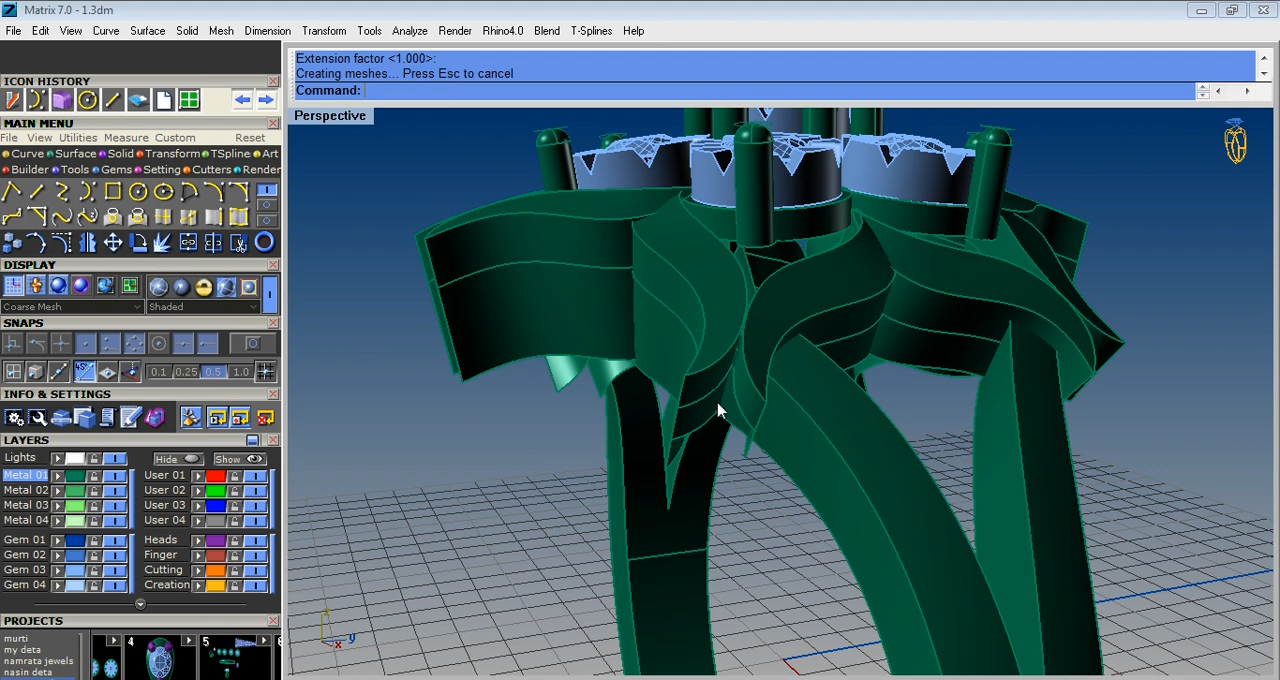 Matrix 7.0 - 1.3dm
File Edit View Curve Surface Solid Mesh Dimension Transform Tools Analyze Render Rhino4.0 Blend T-Splines Help
Extension factor <1.000>:
Creating meshes... Press Esc to cancel
Command:
Perspective
ICON HISTORY
MAIN MENU
File View Utilities Measure Custom Reset
Curve Surface Solid Transform TSpline Art
Builder Tools Gems Setting Cutters Render
DISPLAY
Coarse Mesh Shaded
SNAPS
0.1 0.25 0.5 1.0
INFO & SETTINGS
LAYERS
Lights Hide Show
Metal 01 User 01
Metal 02 User 02
Metal 03 User 03
Metal 04 User 04
Gem 01 Heads
Gem 02 Finger
Gem 03 Cutting
Gem 04 Creation
PROJECTS
murti
my deta
namrata jewels
nasin deta
4 5
y
x